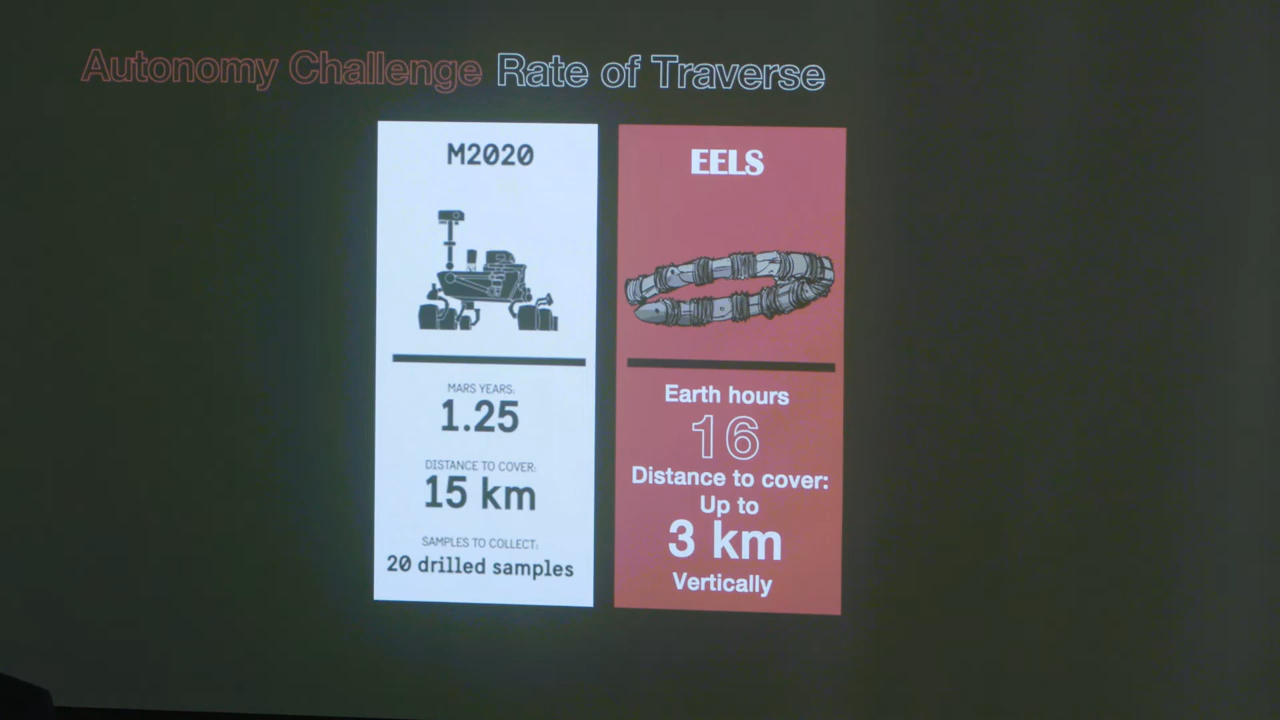 Autonomy Challenge Rate of Traverse
M2020
MARS YEARS:
1.25
DISTANCE TO COVER:
15 km
SAMPLES TO COLLECT:
20 drilled samples
EELS
Earth hours
16
Distance to cover:
Up to
3 km
Vertically